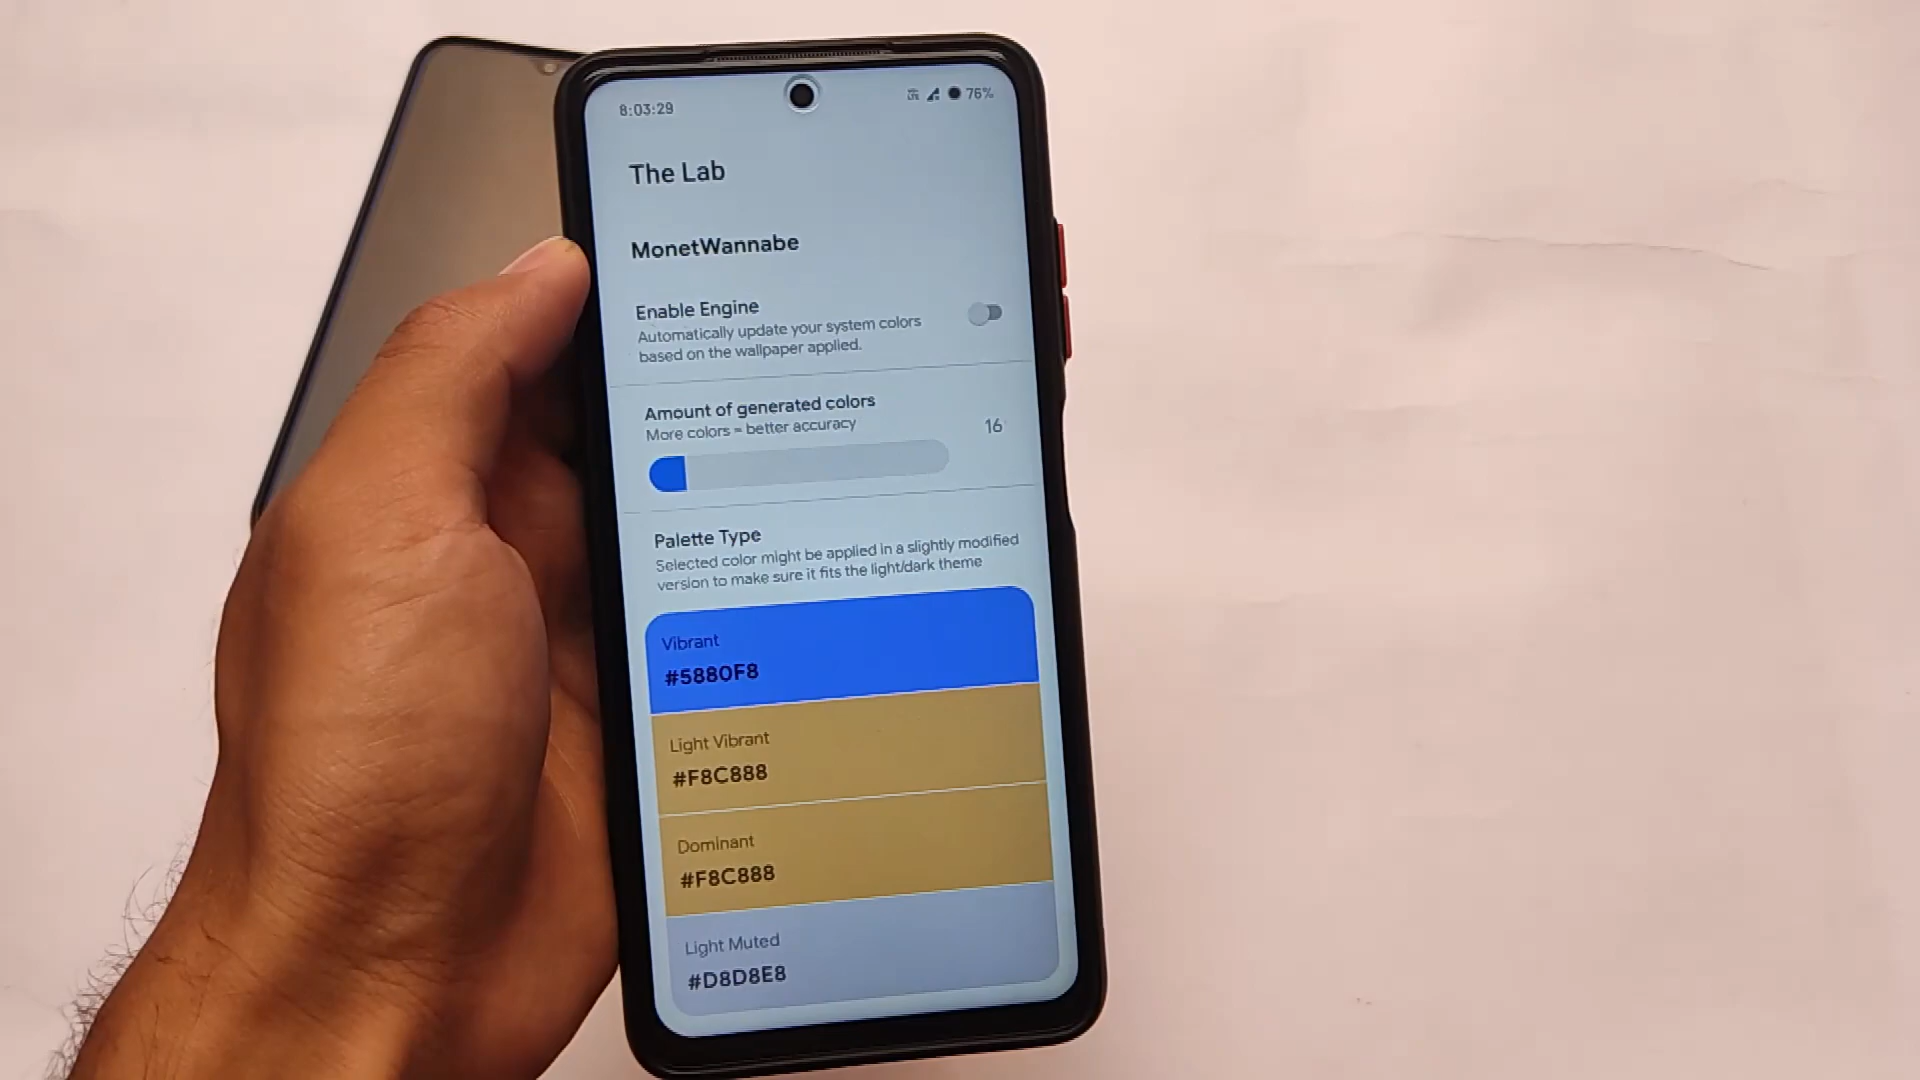 8:03:29
76%
The Lab
MonetWannabe
Enable Engine
Automatically update your system colors
based on the wallpaper applied.
Amount of generated colors
More colors = better accuracy
16
Palette Type
Selected color might be applied in a slightly modified
version to make sure it fits the light/dark theme
Vibrant
#5880F8
Light Vibrant
#F8C888
Dominant
#F8C888
Light Muted
#D8D8E8